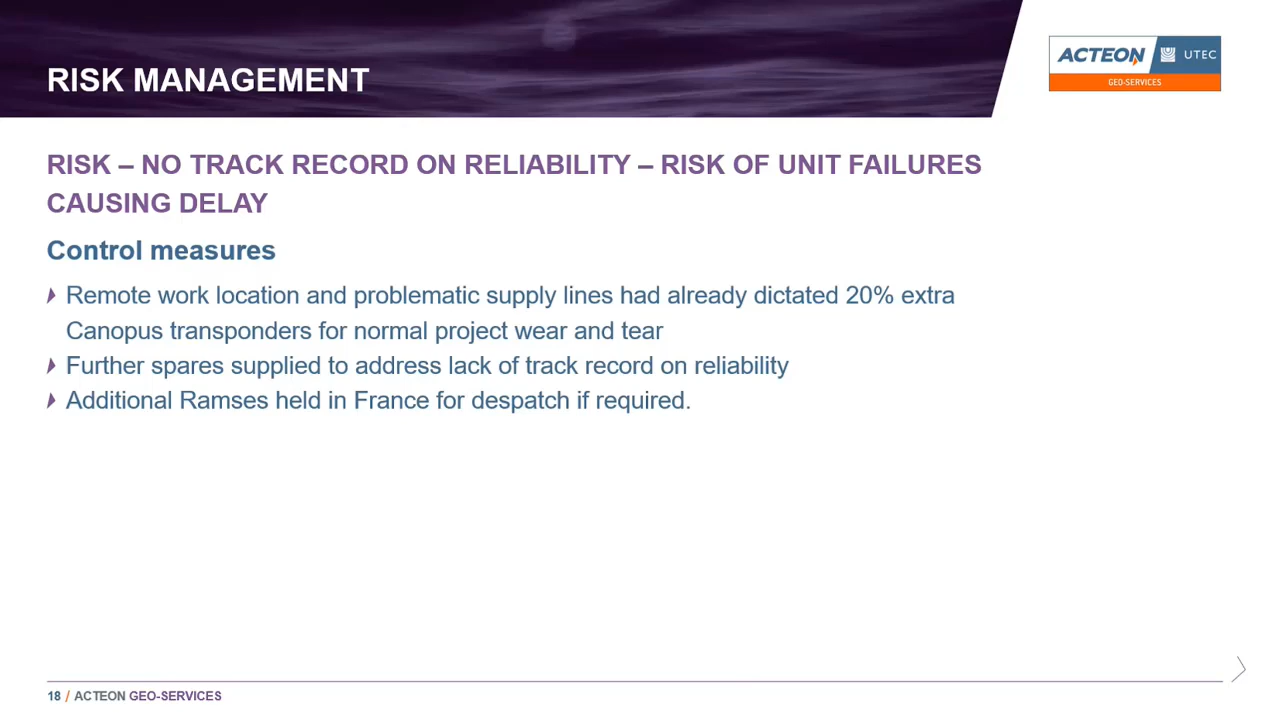 RISK MANAGEMENT
ACTEON UTEC
GEO-SERVICES
RISK – NO TRACK RECORD ON RELIABILITY – RISK OF UNIT FAILURES
CAUSING DELAY
Control measures
Remote work location and problematic supply lines had already dictated 20% extra
Canopus transponders for normal project wear and tear
Further spares supplied to address lack of track record on reliability
Additional Ramses held in France for despatch if required.
18 / ACTEON GEO-SERVICES